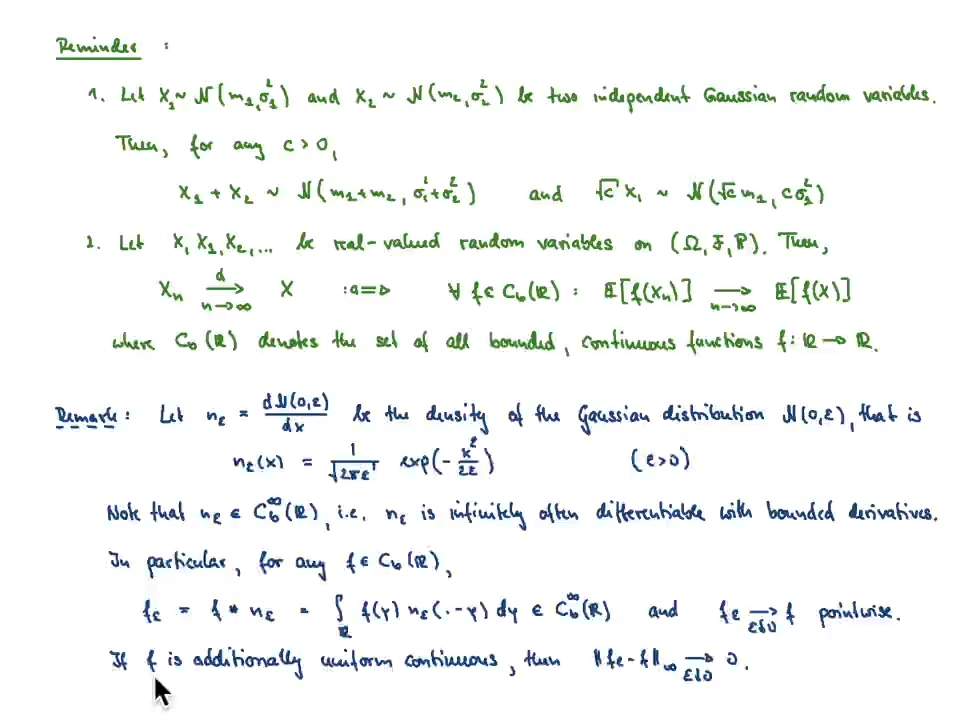 Reminder :
1. Let X₁ ~ N(m₁, σ₁²) and X₂ ~ N(m₂, σ₂²) be two independent Gaussian random variables.
Then, for any c > 0,
X₁ + X₂ ~ N(m₁+m₂, σ₁²+σ₂²) and √c X₁ ~ N(√c m₁, c σ₁²)
2. Let X, X₁, X₂, ... be real-valued random variables on (Ω, F, P). Then,
Xₙ →ᵈ_{n→∞} X :⟺ ∀ f ∈ C_b(ℝ) : 𝔼[f(Xₙ)] →_{n→∞} 𝔼[f(X)]
where C_b(ℝ) denotes the set of all bounded, continuous functions f: ℝ → ℝ.
Remark : Let n_ε = dN(0,ε)/dx be the density of the Gaussian distribution N(0,ε), that is
n_ε(x) = 1/√(2πε) exp(- x²/2ε) (ε>0)
Note that n_ε ∈ C_b^∞(ℝ), i.e. n_ε is infinitely often differentiable with bounded derivatives.
In particular, for any f ∈ C_b(ℝ),
f_ε = f * n_ε = ∫_ℝ f(y) n_ε(· - y) dy ∈ C_b^∞(ℝ) and f_ε →_{ε↓0} f pointwise.
If f is additionally uniform continuous, then ‖f_ε - f‖_∞ →_{ε↓0} 0.